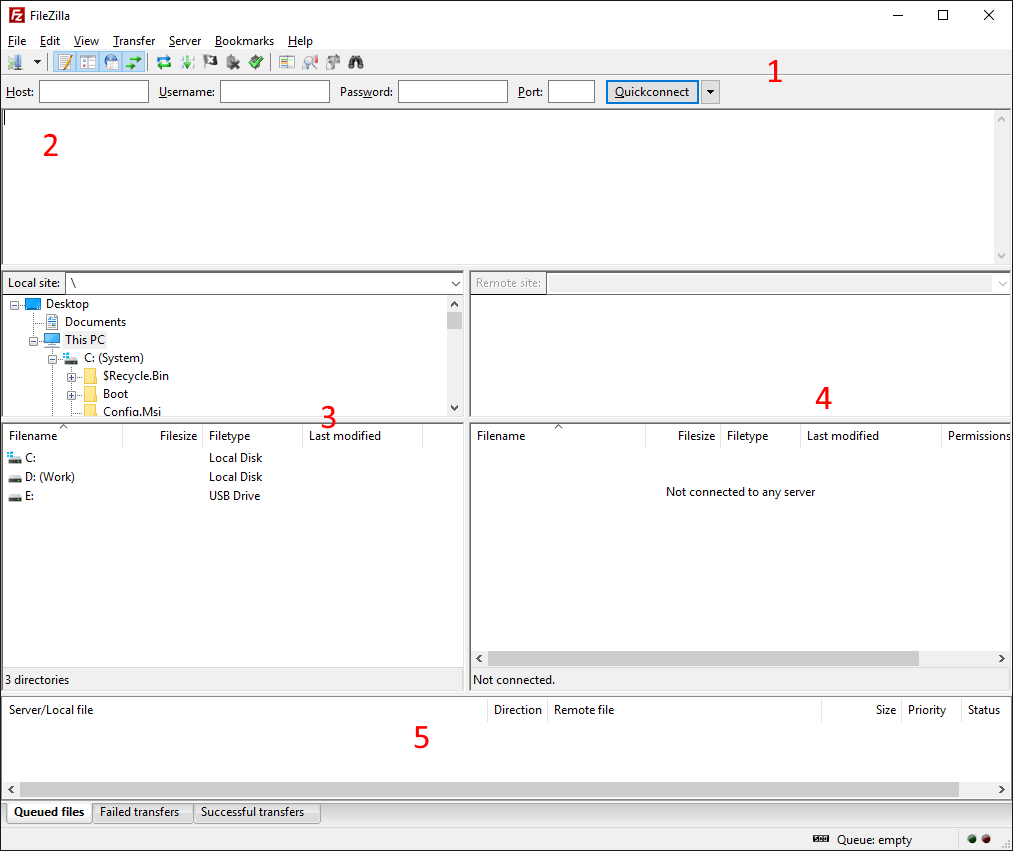 FileZilla
File Edit View Transfer Server Bookmarks Help
1
Host: Username: Password: Port: Quickconnect
2
Local site: \
Remote site:
Desktop
Documents
This PC
C: (System)
$Recycle.Bin
Boot
Config.Msi
3
4
Filename Filesize Filetype Last modified
C: Local Disk
D: (Work) Local Disk
E: USB Drive
3 directories
Filename Filesize Filetype Last modified Permissions
Not connected to any server
Not connected.
Server/Local file Direction Remote file Size Priority Status
5
Queued files Failed transfers Successful transfers
Queue: empty